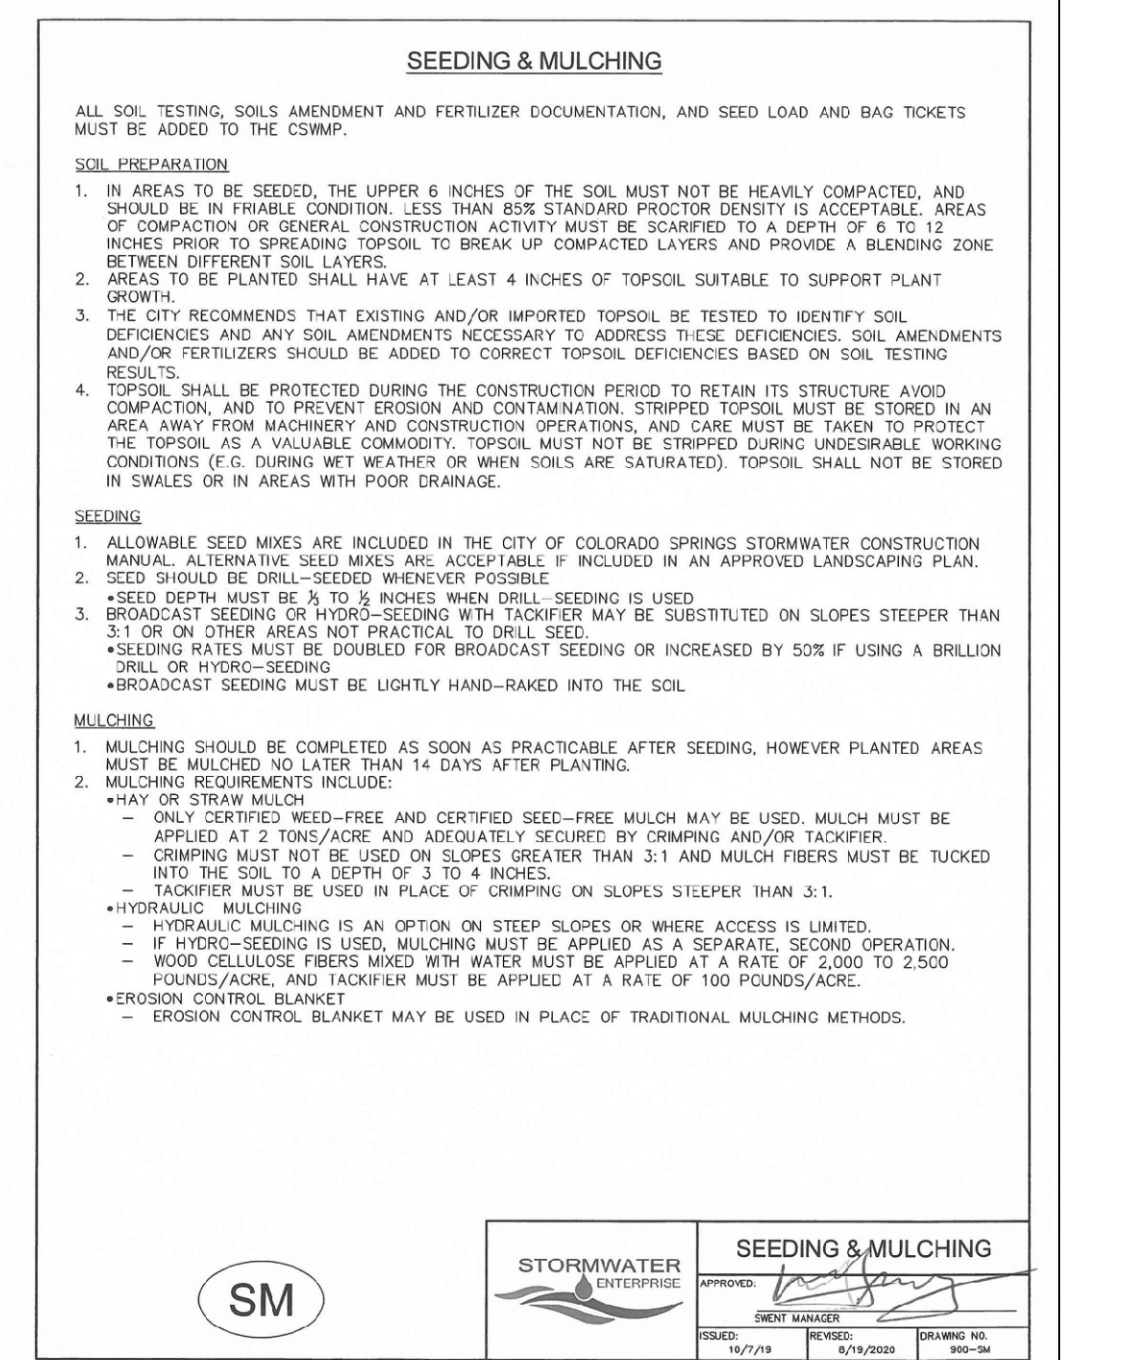 SEEDING & MULCHING
ALL SOIL TESTING, SOILS AMENDMENT AND FERTILIZER DOCUMENTATION, AND SEED LOAD AND BAG TICKETS
MUST BE ADDED TO THE CSWMP.
SOIL PREPARATION
1. IN AREAS TO BE SEEDED, THE UPPER 6 INCHES OF THE SOIL MUST NOT BE HEAVILY COMPACTED, AND
SHOULD BE IN FRIABLE CONDITION. LESS THAN 85% STANDARD PROCTOR DENSITY IS ACCEPTABLE. AREAS
OF COMPACTION OR GENERAL CONSTRUCTION ACTIVITY MUST BE SCARIFIED TO A DEPTH OF 6 TO 12
INCHES PRIOR TO SPREADING TOPSOIL TO BREAK UP COMPACTED LAYERS AND PROVIDE A BLENDING ZONE
BETWEEN DIFFERENT SOIL LAYERS.
2. AREAS TO BE PLANTED SHALL HAVE AT LEAST 4 INCHES OF TOPSOIL SUITABLE TO SUPPORT PLANT
GROWTH.
3. THE CITY RECOMMENDS THAT EXISTING AND/OR IMPORTED TOPSOIL BE TESTED TO IDENTIFY SOIL
DEFICIENCIES AND ANY SOIL AMENDMENTS NECESSARY TO ADDRESS THESE DEFICIENCIES. SOIL AMENDMENTS
AND/OR FERTILIZERS SHOULD BE ADDED TO CORRECT TOPSOIL DEFICIENCIES BASED ON SOIL TESTING
RESULTS.
4. TOPSOIL SHALL BE PROTECTED DURING THE CONSTRUCTION PERIOD TO RETAIN ITS STRUCTURE AVOID
COMPACTION, AND TO PREVENT EROSION AND CONTAMINATION. STRIPPED TOPSOIL MUST BE STORED IN AN
AREA AWAY FROM MACHINERY AND CONSTRUCTION OPERATIONS, AND CARE MUST BE TAKEN TO PROTECT
THE TOPSOIL AS A VALUABLE COMMODITY. TOPSOIL MUST NOT BE STRIPPED DURING UNDESIRABLE WORKING
CONDITIONS (E.G. DURING WET WEATHER OR WHEN SOILS ARE SATURATED). TOPSOIL SHALL NOT BE STORED
IN SWALES OR IN AREAS WITH POOR DRAINAGE.
SEEDING
1. ALLOWABLE SEED MIXES ARE INCLUDED IN THE CITY OF COLORADO SPRINGS STORMWATER CONSTRUCTION
MANUAL. ALTERNATIVE SEED MIXES ARE ACCEPTABLE IF INCLUDED IN AN APPROVED LANDSCAPING PLAN.
2. SEED SHOULD BE DRILL–SEEDED WHENEVER POSSIBLE
•SEED DEPTH MUST BE ⅓ TO ½ INCHES WHEN DRILL–SEEDING IS USED
3. BROADCAST SEEDING OR HYDRO–SEEDING WITH TACKIFIER MAY BE SUBSTITUTED ON SLOPES STEEPER THAN
3:1 OR ON OTHER AREAS NOT PRACTICAL TO DRILL SEED.
•SEEDING RATES MUST BE DOUBLED FOR BROADCAST SEEDING OR INCREASED BY 50% IF USING A BRILLION
DRILL OR HYDRO–SEEDING
•BROADCAST SEEDING MUST BE LIGHTLY HAND–RAKED INTO THE SOIL
MULCHING
1. MULCHING SHOULD BE COMPLETED AS SOON AS PRACTICABLE AFTER SEEDING, HOWEVER PLANTED AREAS
MUST BE MULCHED NO LATER THAN 14 DAYS AFTER PLANTING.
2. MULCHING REQUIREMENTS INCLUDE:
•HAY OR STRAW MULCH
– ONLY CERTIFIED WEED–FREE AND CERTIFIED SEED–FREE MULCH MAY BE USED. MULCH MUST BE
APPLIED AT 2 TONS/ACRE AND ADEQUATELY SECURED BY CRIMPING AND/OR TACKIFIER.
– CRIMPING MUST NOT BE USED ON SLOPES GREATER THAN 3:1 AND MULCH FIBERS MUST BE TUCKED
INTO THE SOIL TO A DEPTH OF 3 TO 4 INCHES.
– TACKIFIER MUST BE USED IN PLACE OF CRIMPING ON SLOPES STEEPER THAN 3:1.
•HYDRAULIC MULCHING
– HYDRAULIC MULCHING IS AN OPTION ON STEEP SLOPES OR WHERE ACCESS IS LIMITED.
– IF HYDRO–SEEDING IS USED, MULCHING MUST BE APPLIED AS A SEPARATE, SECOND OPERATION.
– WOOD CELLULOSE FIBERS MIXED WITH WATER MUST BE APPLIED AT A RATE OF 2,000 TO 2,500
POUNDS/ACRE, AND TACKIFIER MUST BE APPLIED AT A RATE OF 100 POUNDS/ACRE.
•EROSION CONTROL BLANKET
– EROSION CONTROL BLANKET MAY BE USED IN PLACE OF TRADITIONAL MULCHING METHODS.
SM
STORMWATER
ENTERPRISE
SEEDING & MULCHING
APPROVED:
SWENT MANAGER
ISSUED:
10/7/19
REVISED:
8/19/2020
DRAWING NO.
900–SM